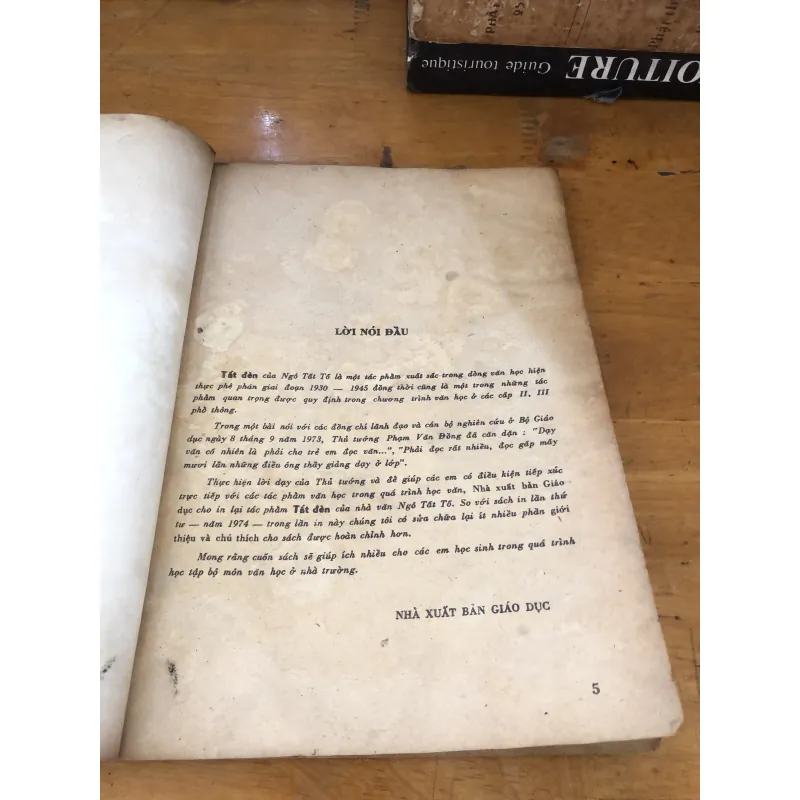 OITURE Guide touristique
LỜI NÓI ĐẦU
Tắt đèn của Ngô Tất Tố là một tác phẩm xuất sắc trong dòng văn học hiện
thực phê phán giai đoạn 1930 — 1945 đồng thời cũng là một trong những tác
phẩm quan trọng được quy định trong chương trình văn học ở các cấp II, III
phổ thông.
Trong một bài nói với các đồng chí lãnh đạo và cán bộ nghiên cứu ở Bộ Giáo
dục ngày 8 tháng 9 năm 1973, Thủ tướng Phạm Văn Đồng đã căn dặn : "Dạy
văn cố nhiên là phải cho trẻ em đọc văn...", "Phải đọc rất nhiều, đọc gấp mấy
mươi lần những điều ông thầy giảng dạy ở lớp".
Thực hiện lời dạy của Thủ tướng và để giúp các em có điều kiện tiếp xúc
trực tiếp với các tác phẩm văn học trong quá trình học văn, Nhà xuất bản Giáo
dục cho in lại tác phẩm Tắt đèn của nhà văn Ngô Tất Tố. So với sách in lần thứ
tư — năm 1974 — trong lần in này chúng tôi có sửa chữa lại ít nhiều phần giới
thiệu và chú thích cho sách được hoàn chỉnh hơn.
Mong rằng cuốn sách sẽ giúp ích nhiều cho các em học sinh trong quá trình
học tập bộ môn văn học ở nhà trường.
NHÀ XUẤT BẢN GIÁO DỤC
5